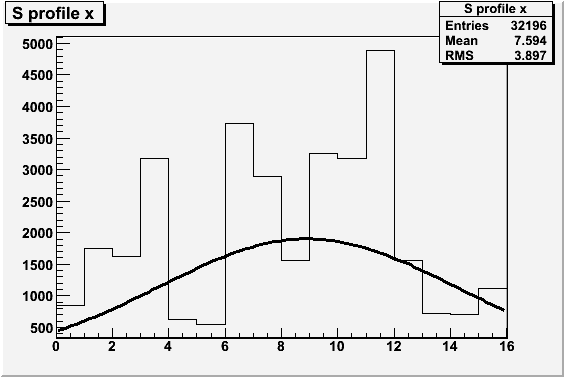 S profile x
S profile x
Entries 32196
Mean 7.594
RMS 3.897
5000
4500
4000
3500
3000
2500
2000
1500
1000
500
0 2 4 6 8 10 12 14 16